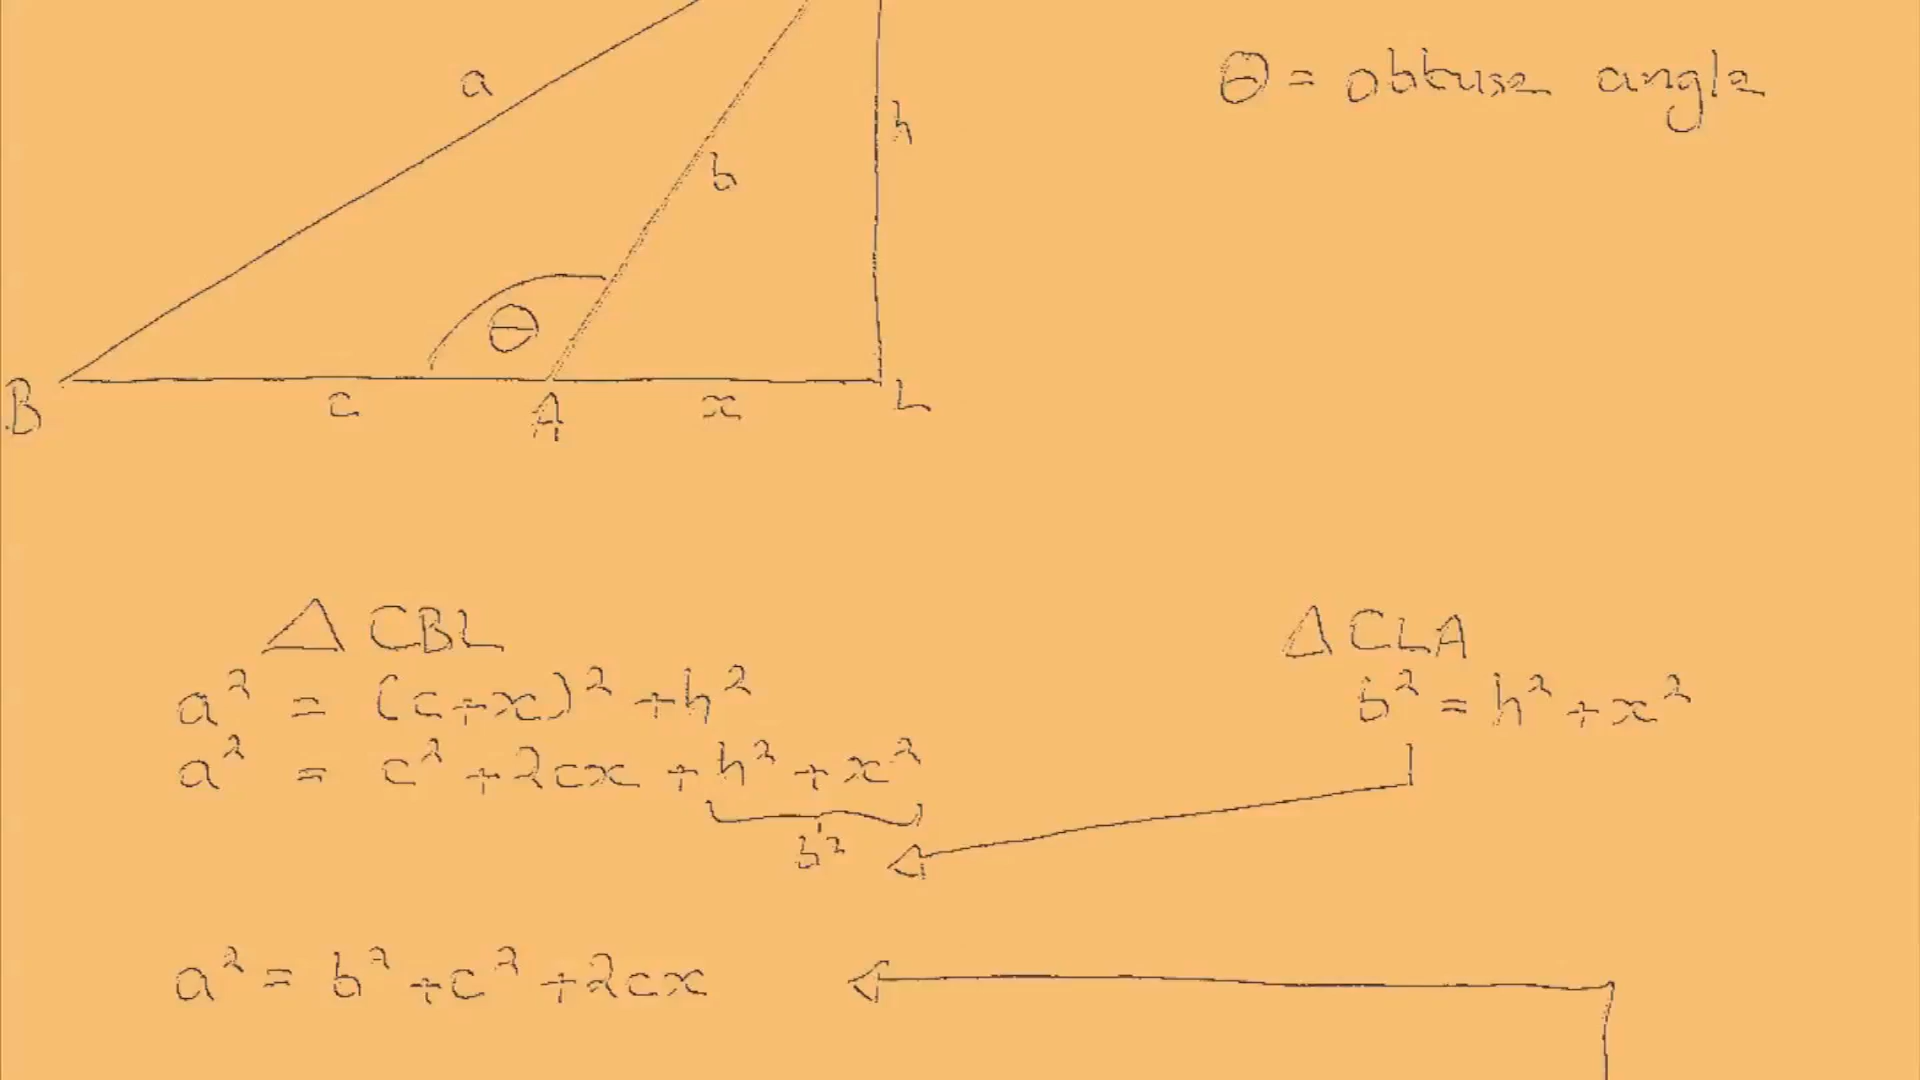 a
θ = obtuse angle
h
b
θ
B c A x L
△ CBL
△ CLA
a² = (c+x)² + h²
b² = h² + x²
a² = c² + 2cx + h² + x²
b²
a² = b² + c² + 2cx